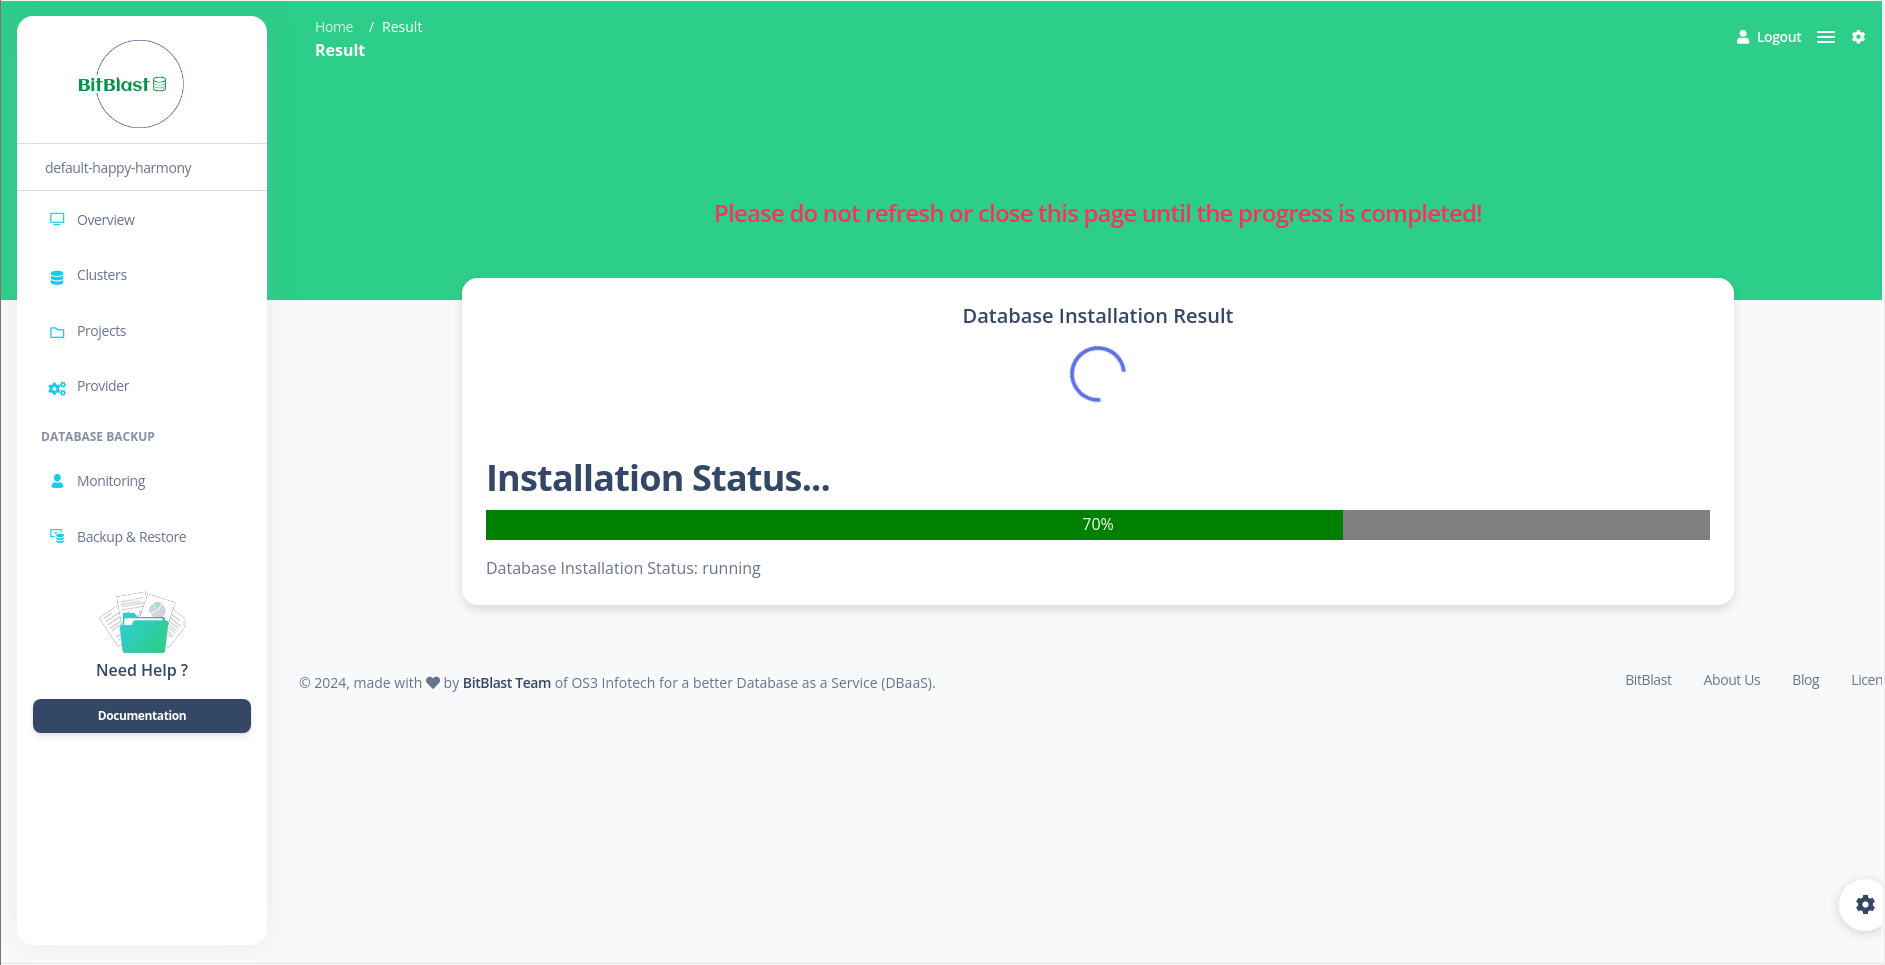 BitBlast
default-happy-harmony
Overview
Clusters
Projects
Provider
DATABASE BACKUP
Monitoring
Backup & Restore
Need Help ?
Documentation
Home / Result
Result
Logout
Please do not refresh or close this page until the progress is completed!
Database Installation Result
Installation Status...
70%
Database Installation Status: running
© 2024, made with by BitBlast Team of OS3 Infotech for a better Database as a Service (DBaaS).
BitBlast About Us Blog Licen